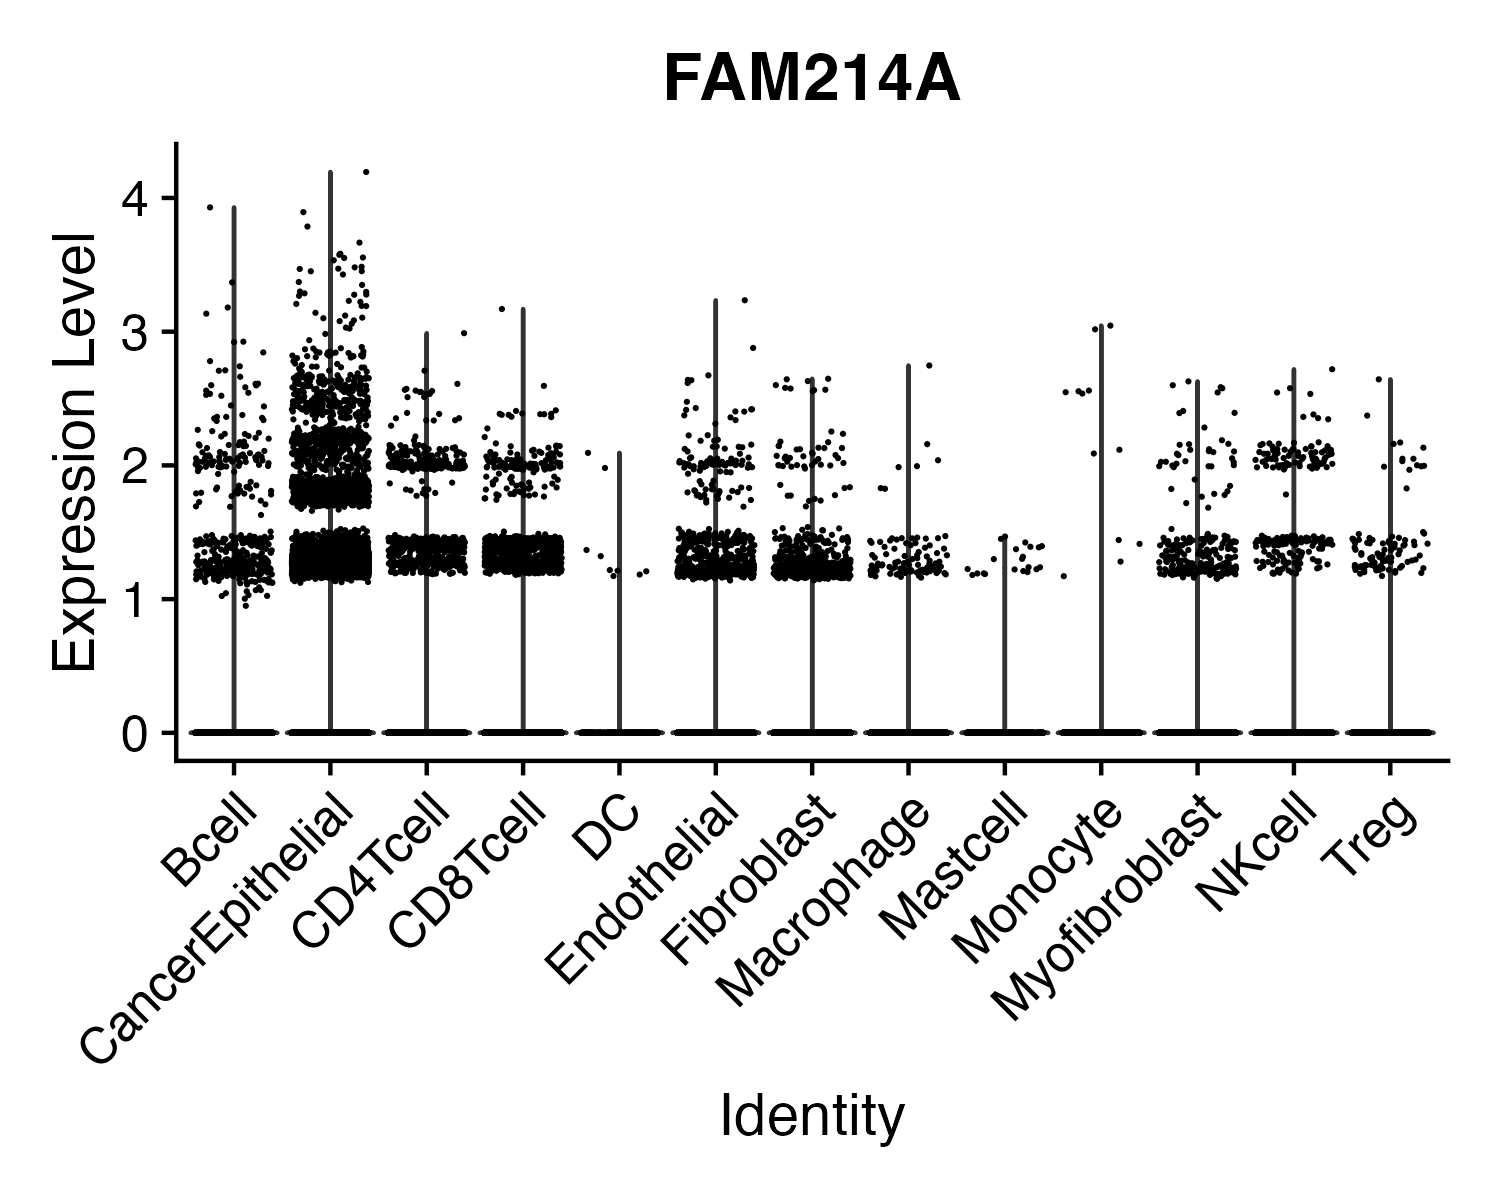 FAM214A
Expression Level
4
3
2
1
0
Bcell
CancerEpithelial
CD4Tcell
CD8Tcell
DC
Endothelial
Fibroblast
Macrophage
Mastcell
Monocyte
Myofibroblast
NKcell
Treg
Identity